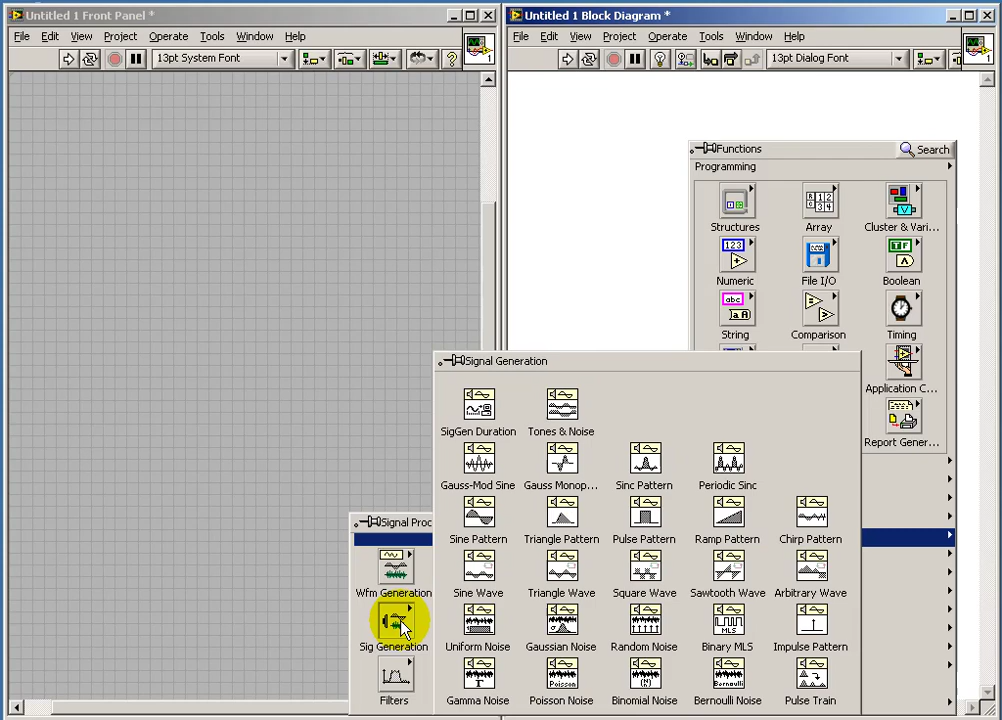 Untitled 1 Front Panel *
File Edit View Project Operate Tools Window Help
13pt System Font
1
Untitled 1 Block Diagram *
File Edit View Project Operate Tools Window Help
13pt Dialog Font
1
Functions
Search
Programming
Structures Array Cluster & Vari...
Numeric File I/O Boolean
String Comparison Timing
Application C...
Report Gener...
Signal Generation
SigGen Duration Tones & Noise
Gauss-Mod Sine Gauss Monop... Sinc Pattern Periodic Sinc
Sine Pattern Triangle Pattern Pulse Pattern Ramp Pattern Chirp Pattern
Sine Wave Triangle Wave Square Wave Sawtooth Wave Arbitrary Wave
Uniform Noise Gaussian Noise Random Noise Binary MLS Impulse Pattern
Gamma Noise Poisson Noise Binomial Noise Bernoulli Noise Pulse Train
Signal Proc
Wfm Generation
Sig Generation
Filters